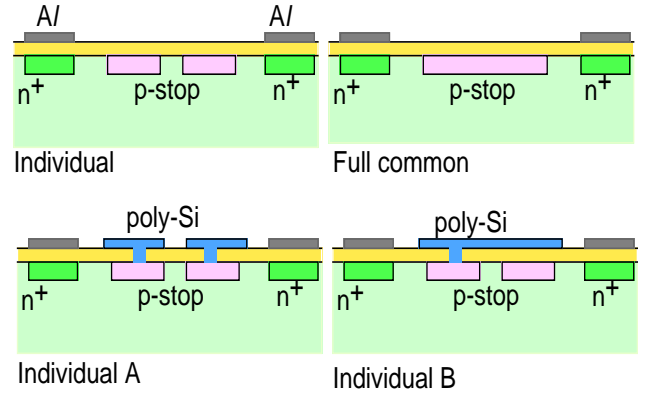 Al Al
n+ p-stop n+ n+ p-stop n+
Individual Full common
poly-Si poly-Si
n+ p-stop n+ n+ p-stop n+
Individual A Individual B